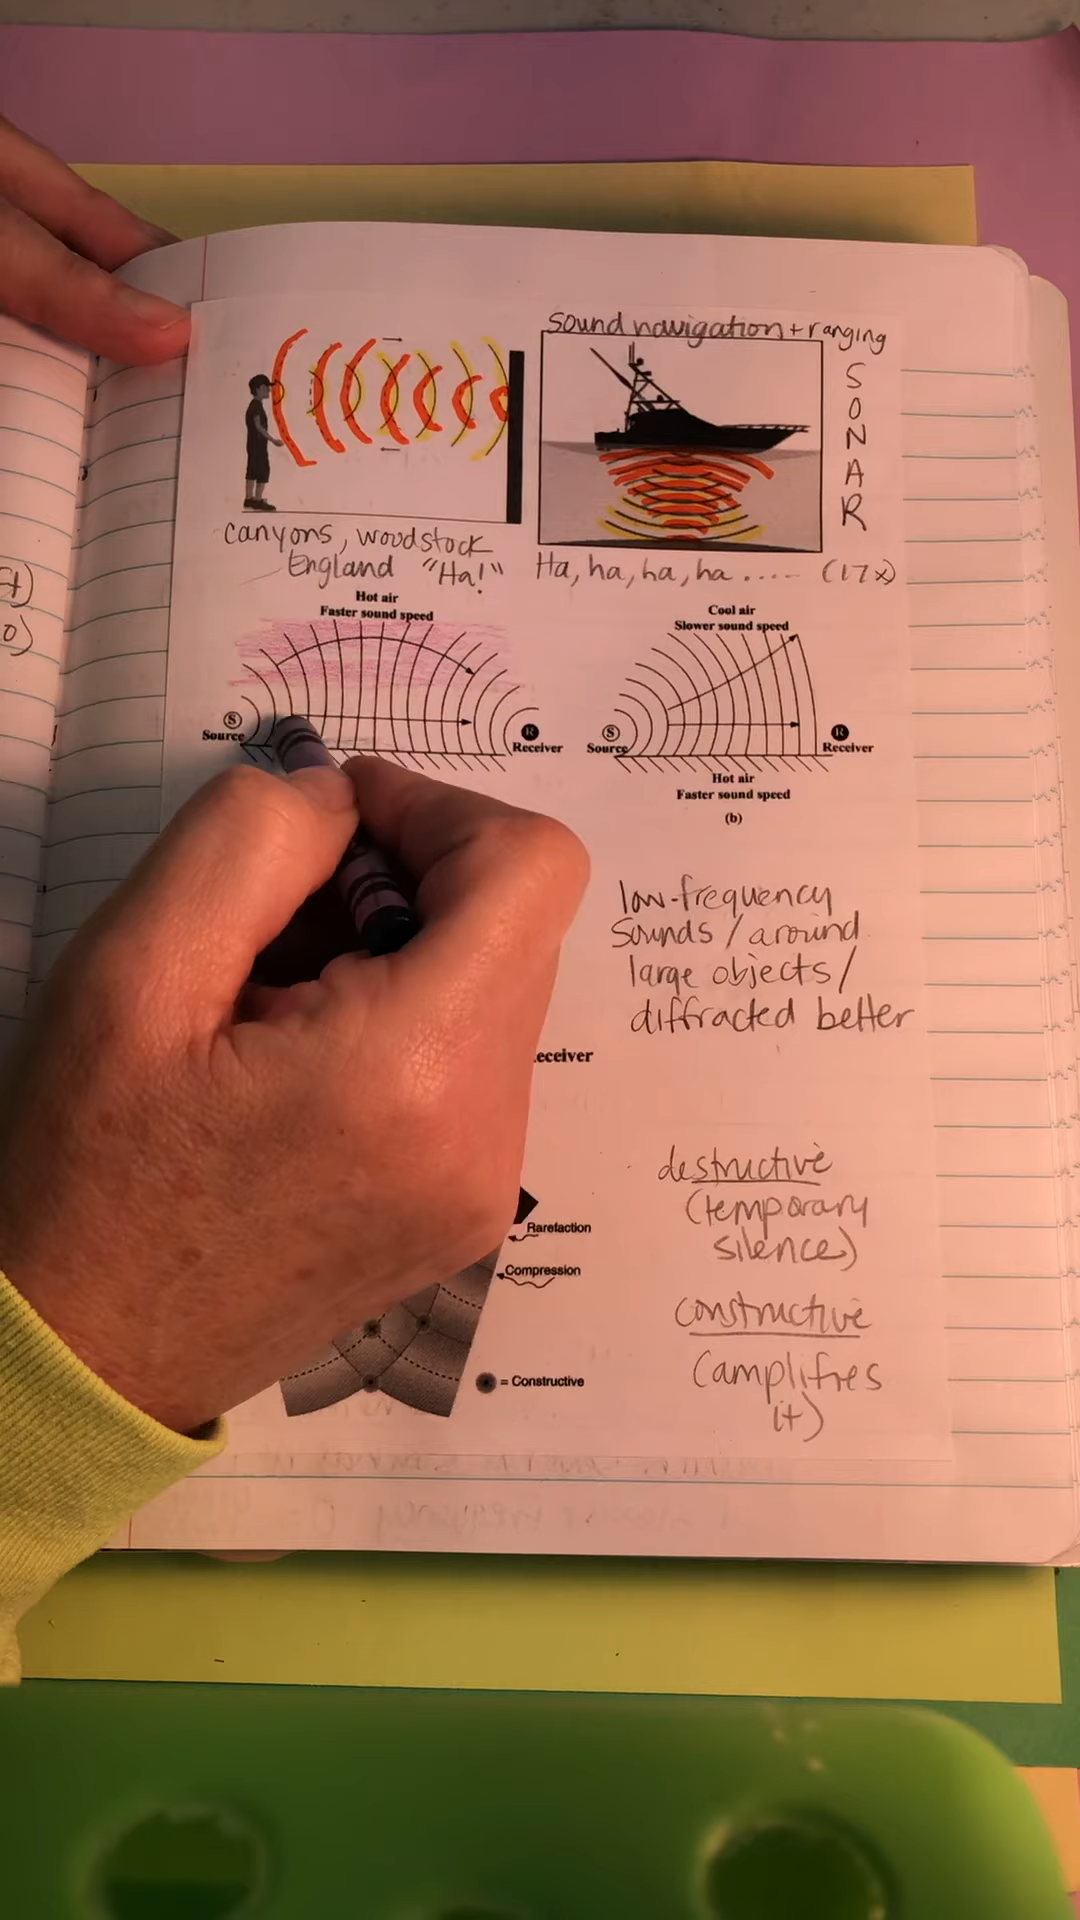 sound navigation + ranging
S
O
N
A
R
canyons, woodstock
England "Ha!"
Ha, ha, ha, ha ..... (17x)
Hot air
Faster sound speed
S
Source
R
Receiver
Cool air
Slower sound speed
S
Source
R
Receiver
Hot air
Faster sound speed
(b)
low-frequency
sounds / around
large objects /
diffracted better
eceiver
destructive
(temporary
silence)
Rarefaction
Compression
constructive
(amplifies
it)
= Constructive